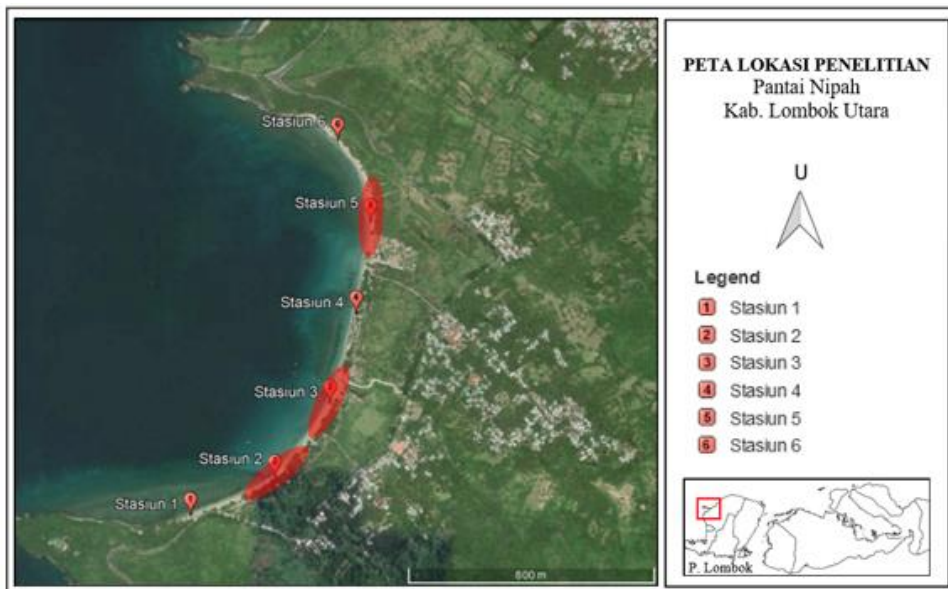 Stasiun 6
Stasiun 5
Stasiun 4
Stasiun 3
Stasiun 2
Stasiun 1
600 m
PETA LOKASI PENELITIAN
Pantai Nipah
Kab. Lombok Utara
U
Legend
1 Stasiun 1
2 Stasiun 2
3 Stasiun 3
4 Stasiun 4
5 Stasiun 5
6 Stasiun 6
P. Lombok